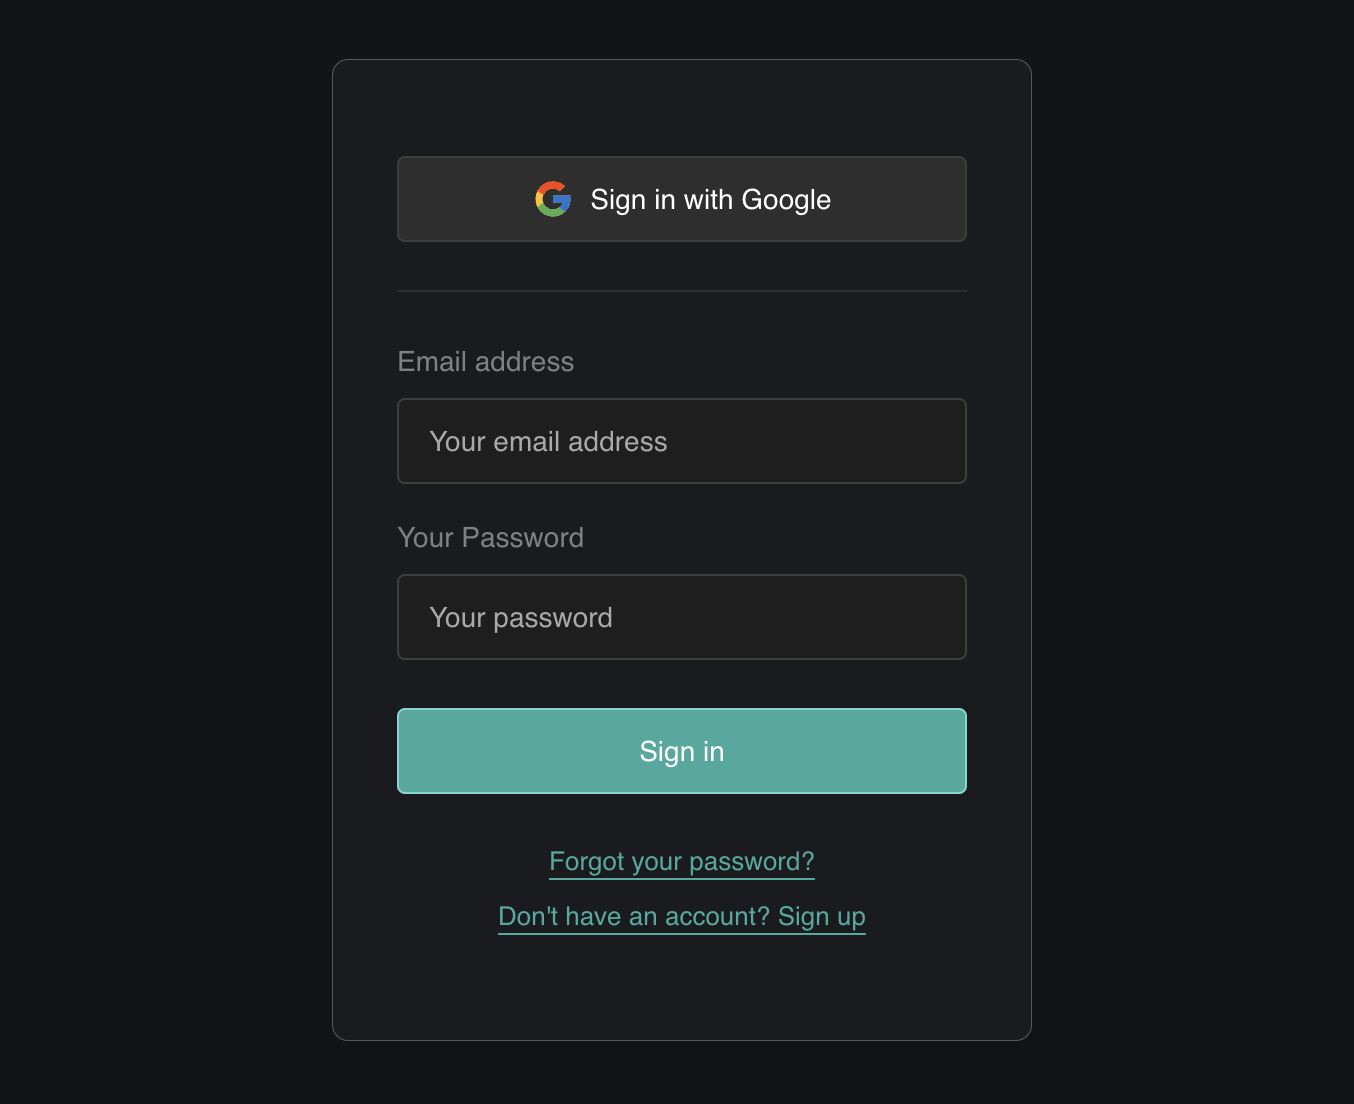 Sign in with Google
Email address
Your email address
Your Password
Your password
Sign in
Forgot your password?
Don't have an account? Sign up